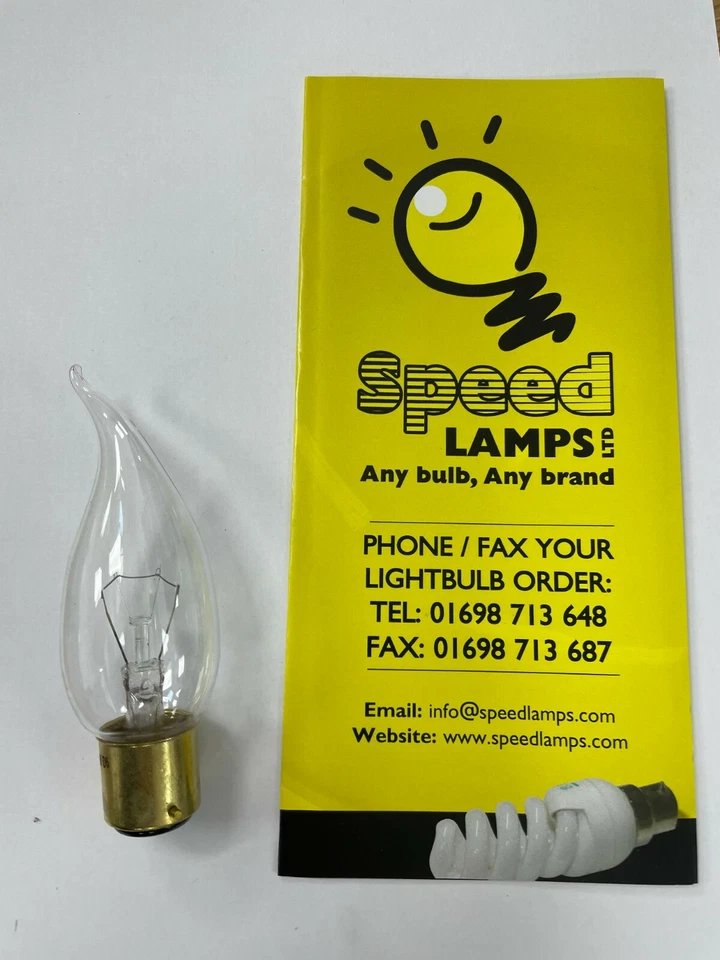 Speed
LAMPS LTD
Any bulb, Any brand
PHONE / FAX YOUR
LIGHTBULB ORDER:
TEL: 01698 713 648
FAX: 01698 713 687
Email: info@speedlamps.com
Website: www.speedlamps.com